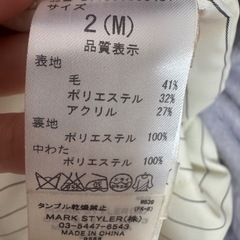 サイズ
2(M)
品質表示
表地
毛 41%
ポリエステル 32%
アクリル 27%
裏地
ポリエステル 100%
中わた
ポリエステル 100%
タンブル乾燥禁止
MARK STYLER(株)
03-5447-6543
MADE IN CHINA